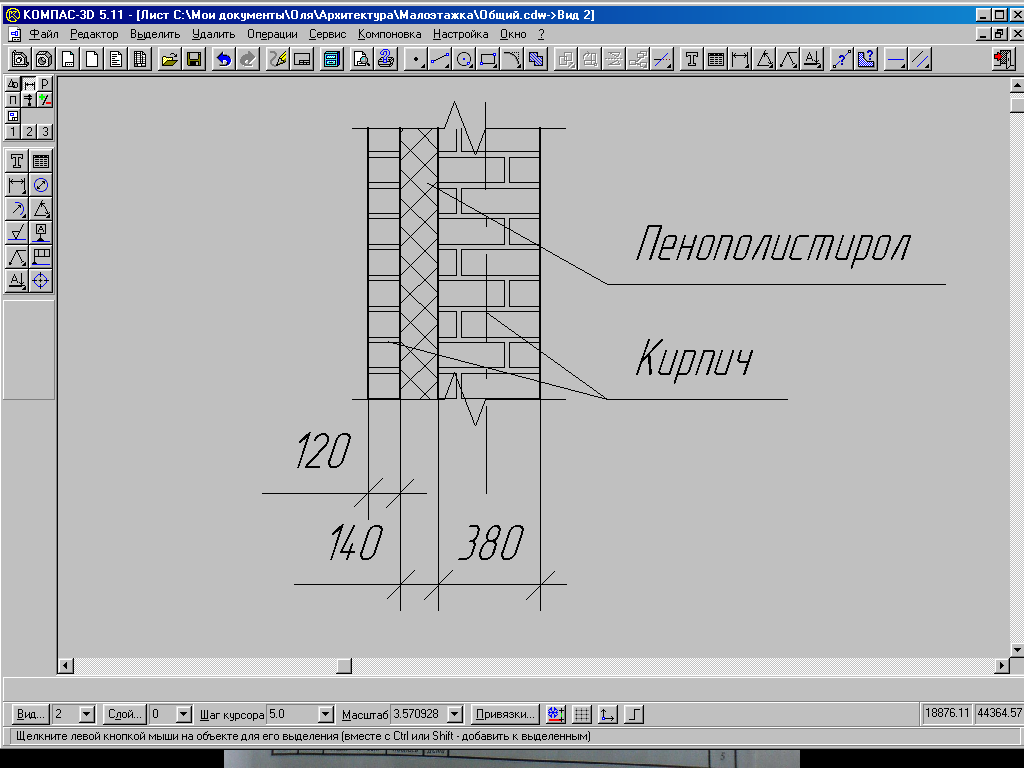 КОМПАС-3D 5.11 - [Лист C:\Мои документы\Оля\Архитектура\Малоэтажка\Общий.cdw->Вид 2]
Файл Редактор Выделить Удалить Операции Сервис Компоновка Настройка Окно ?
1 2 3
Пенополистирол
Кирпич
120
140 380
Вид... 2 Слой... 0 Шаг курсора 5.0 Масштаб 3.570928 Привязки... 18876.11 44364.57
Щелкните левой кнопкой мыши на объекте для его выделения (вместе с Ctrl или Shift - добавить к выделенным)